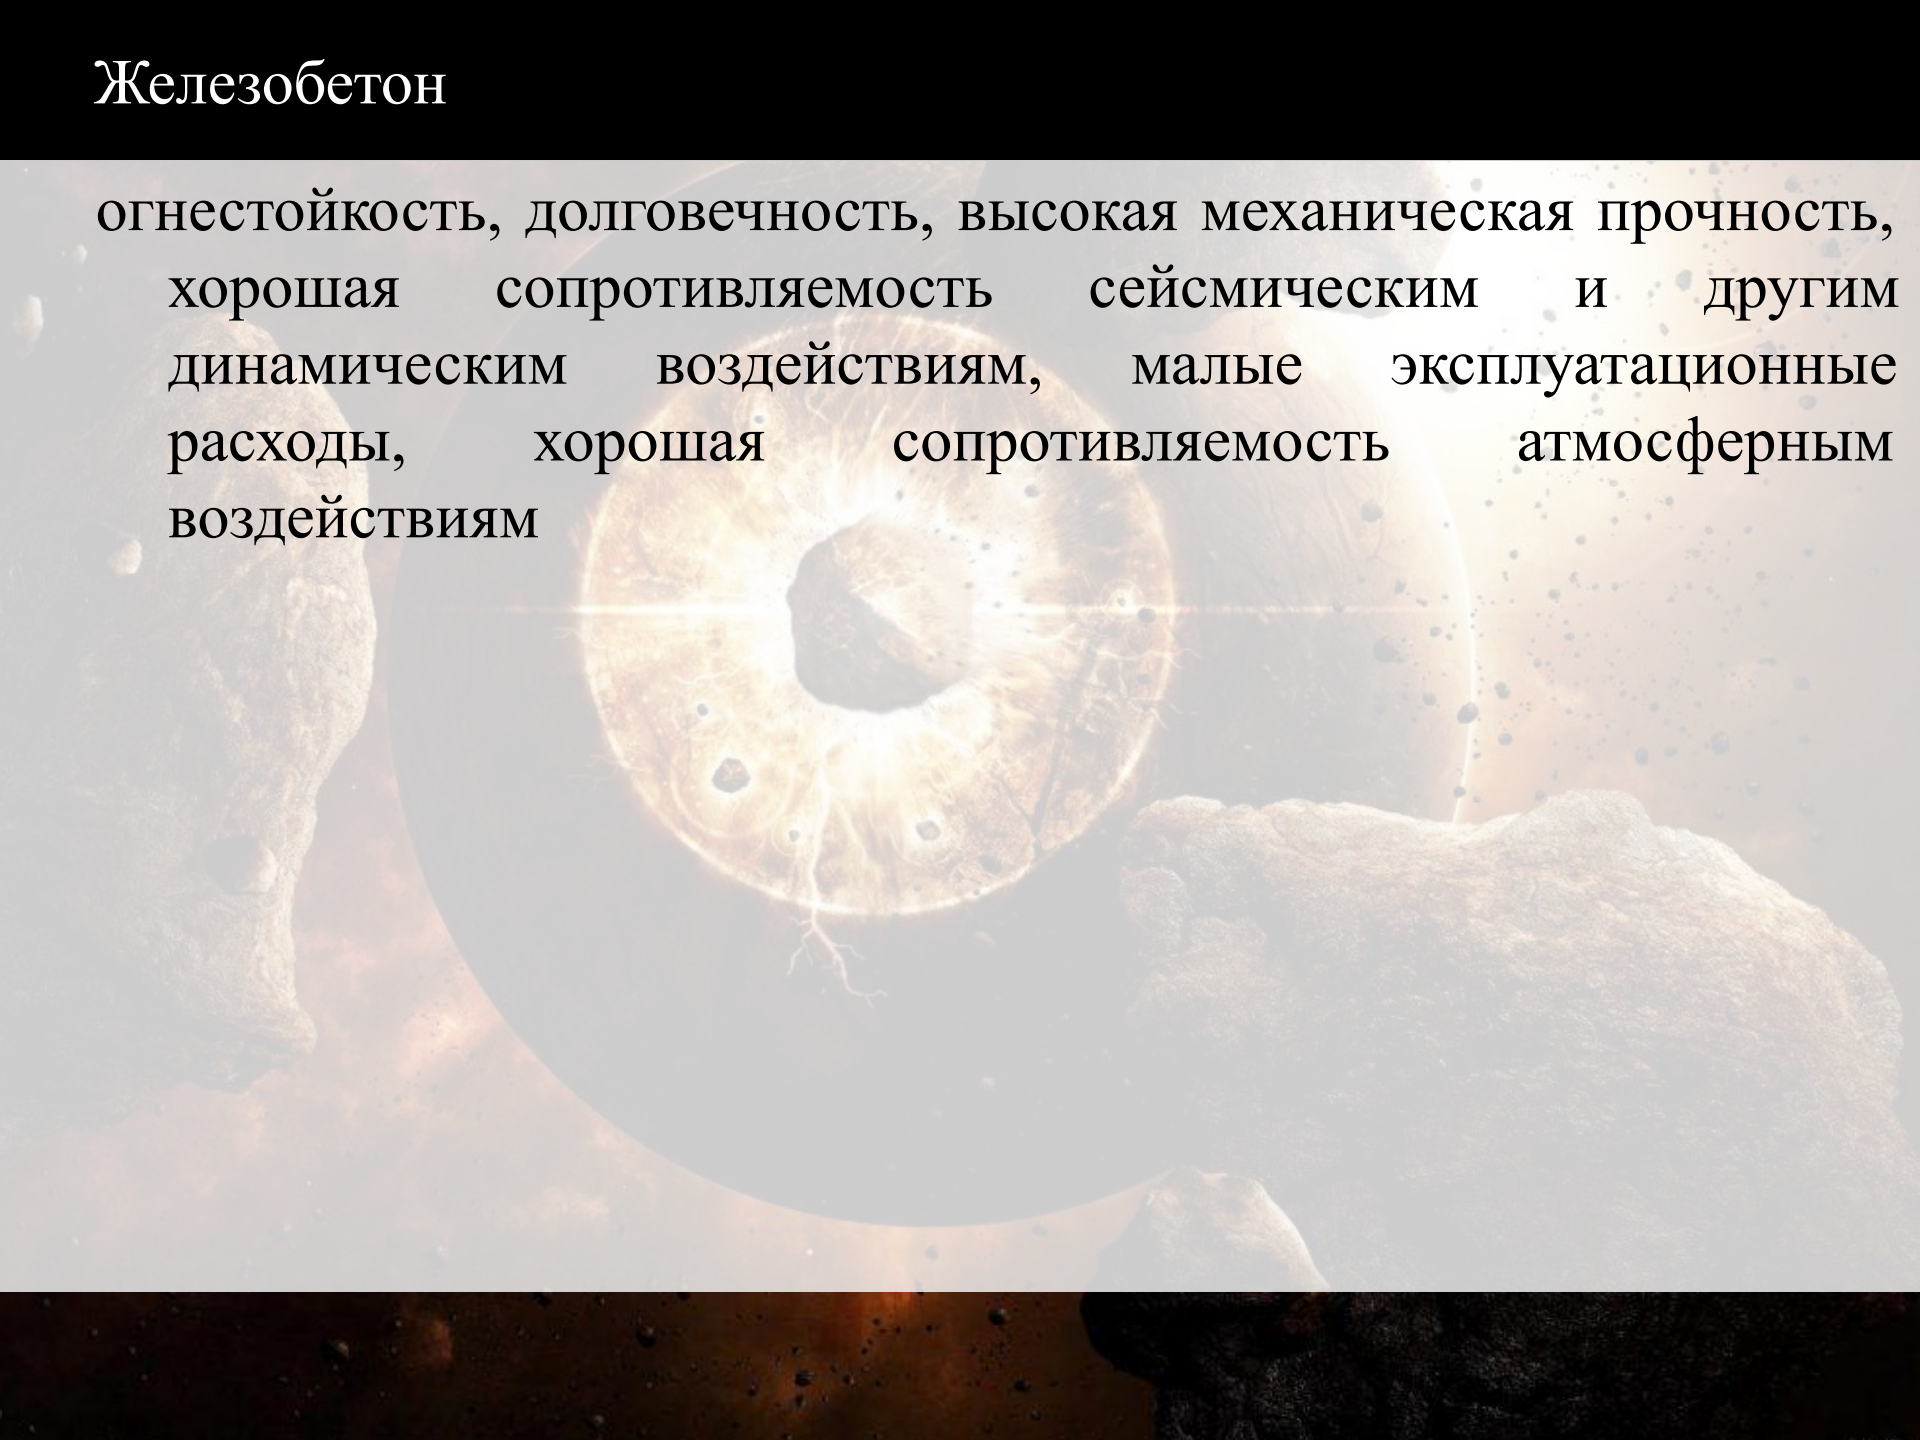 Железобетон
огнестойкость, долговечность, высокая механическая прочность,
хорошая сопротивляемость сейсмическим и другим
динамическим воздействиям, малые эксплуатационные
расходы, хорошая сопротивляемость атмосферным
воздействиям